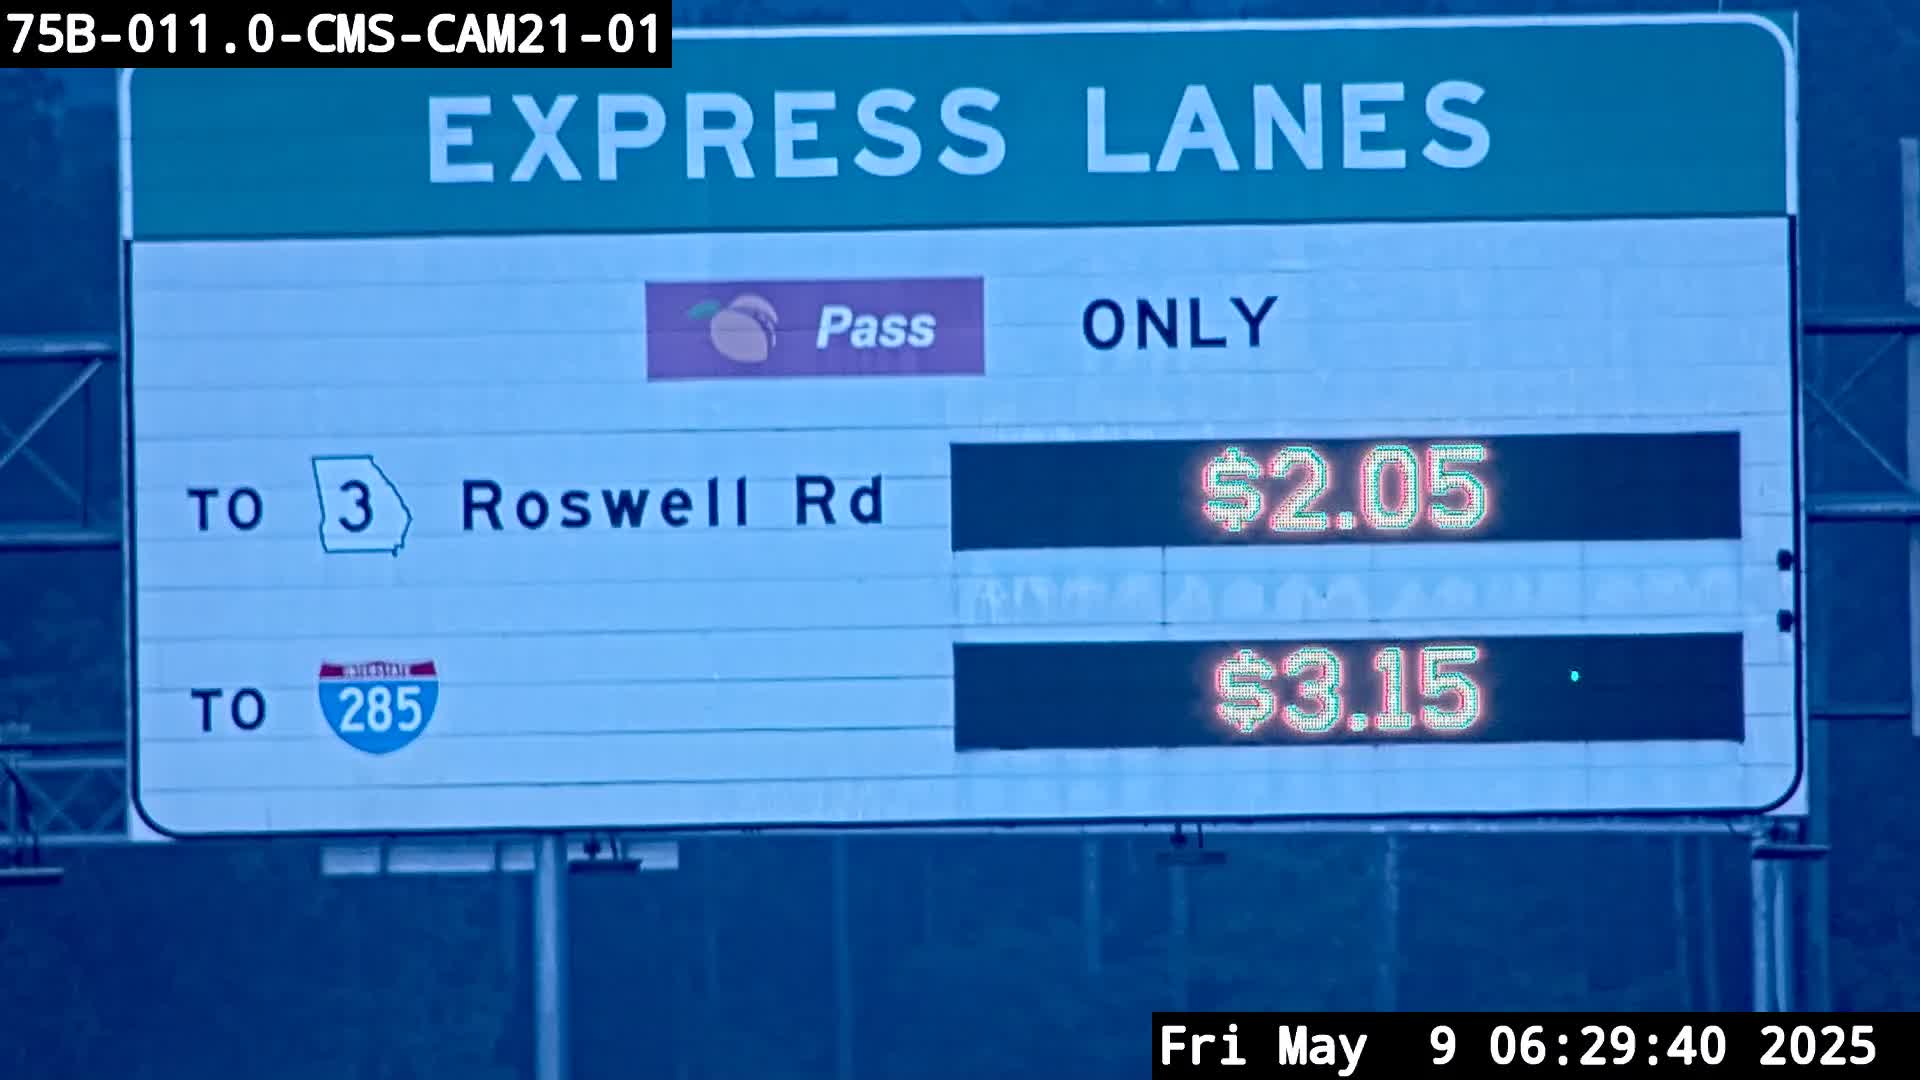 75B-011.0-CMS-CAM21-01
EXPRESS LANES
Pass ONLY
TO 3 Roswell Rd $2.05
INTERSTATE
TO 285 $3.15
Fri May 9 06:29:40 2025